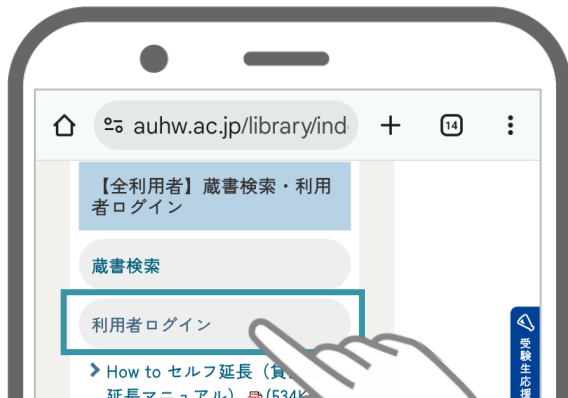 auhw.ac.jp/library/ind
14
【全利用者】蔵書検索・利用
者ログイン
蔵書検索
利用者ログイン
How to セルフ延長（貸
延長マニュアル）
(534K
受験生応援